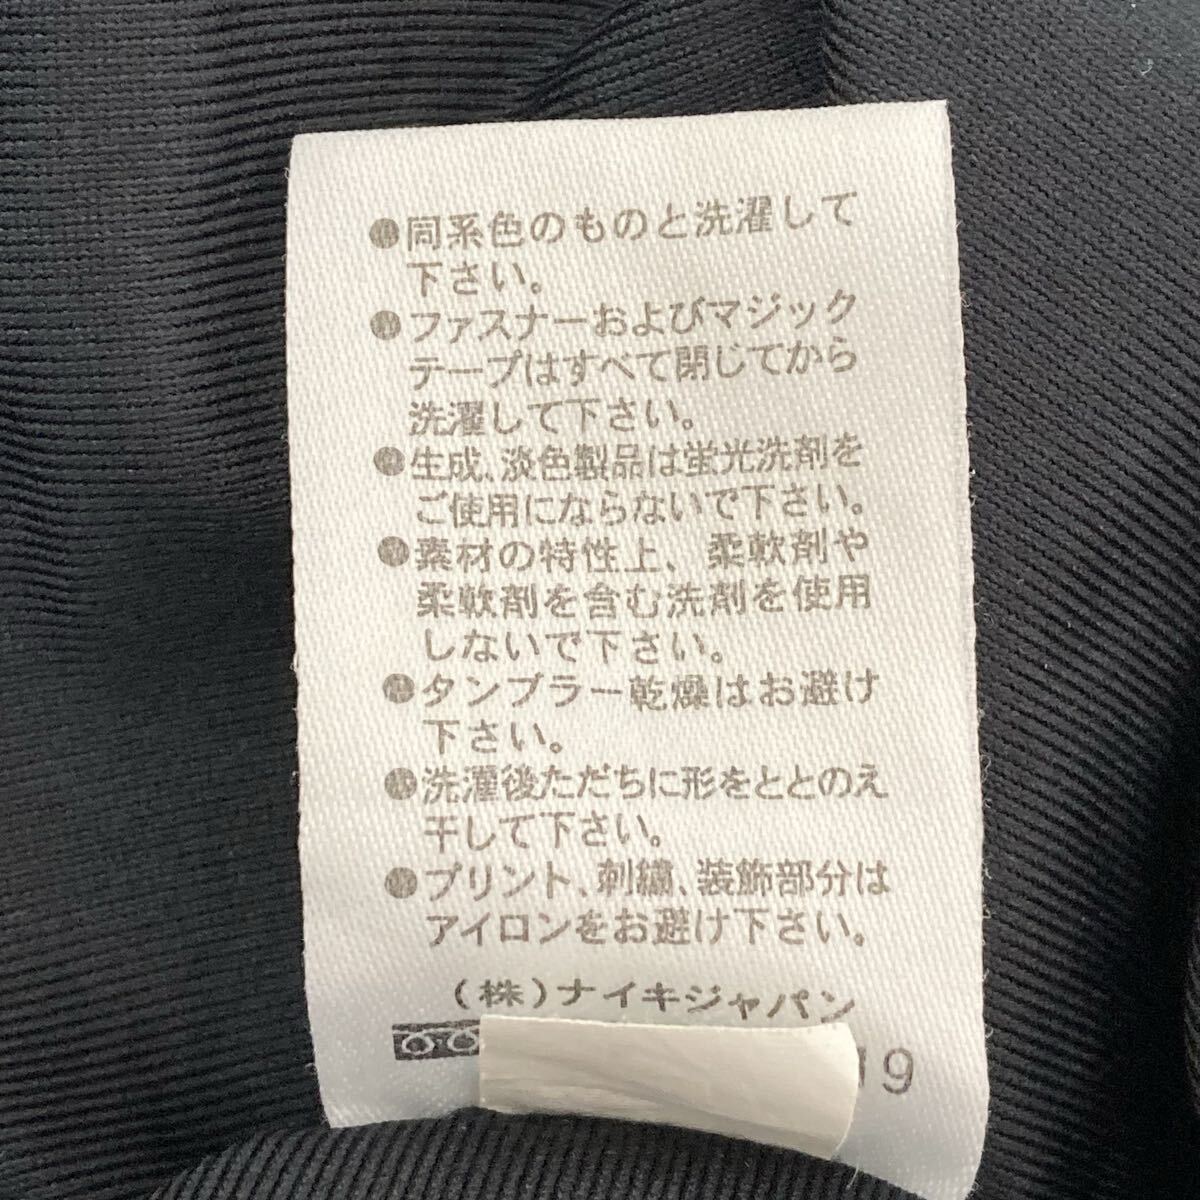 ●同系色のものと洗濯して
下さい。
●ファスナーおよびマジック
テープはすべて閉じてから
洗濯して下さい。
●生成、淡色製品は蛍光洗剤を
ご使用にならないで下さい。
●素材の特性上、柔軟剤や
柔軟剤を含む洗剤を使用
しないで下さい。
●タンブラー乾燥はお避け
下さい。
●洗濯後ただちに形をととのえ
干して下さい。
●プリント、刺繍、装飾部分は
アイロンをお避け下さい。
(株)ナイキジャパン
19